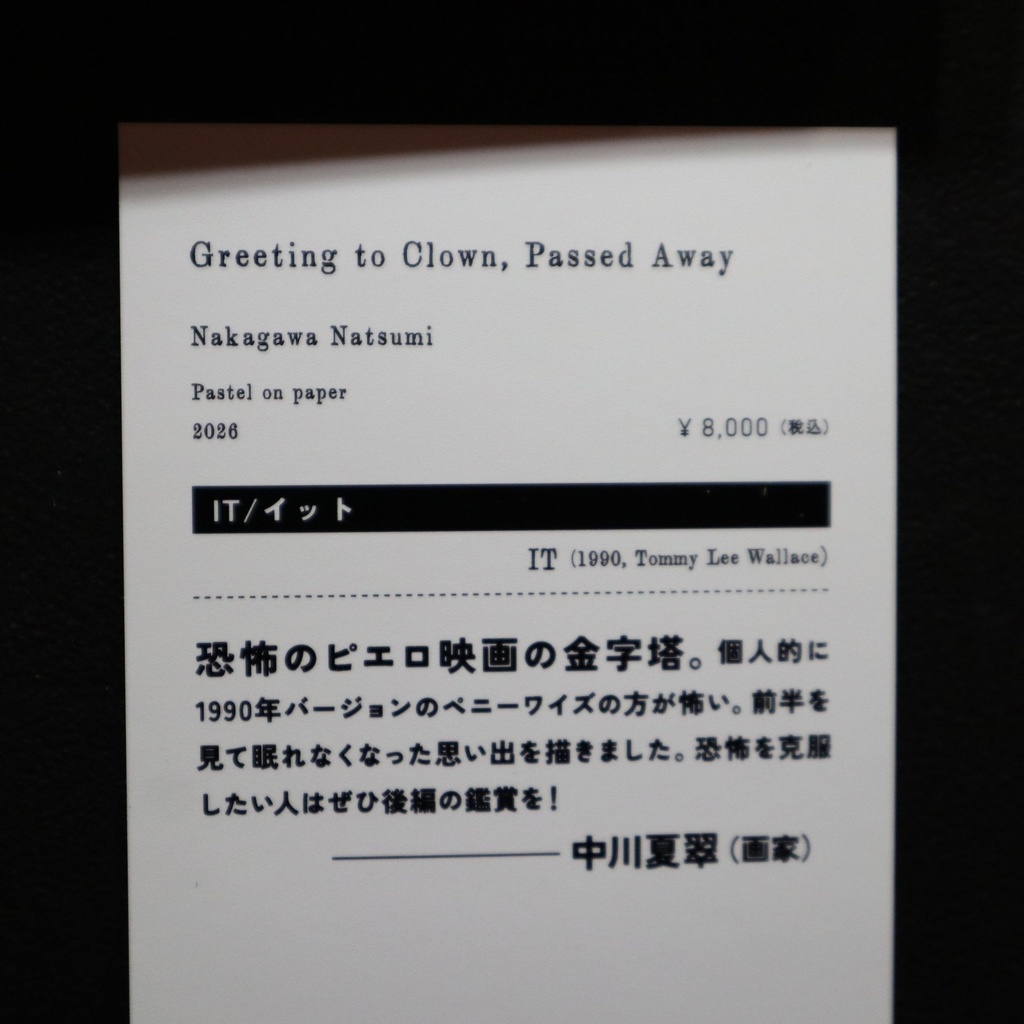 Greeting to Clown, Passed Away
Nakagawa Natsumi
Pastel on paper
2026
¥ 8,000 (税込)
IT/イット
IT (1990, Tommy Lee Wallace)
恐怖のピエロ映画の金字塔。個人的に
1990年バージョンのペニーワイズの方が怖い。前半を
見て眠れなくなった思い出を描きました。恐怖を克服
したい人はぜひ後編の鑑賞を！
中川夏翠（画家）